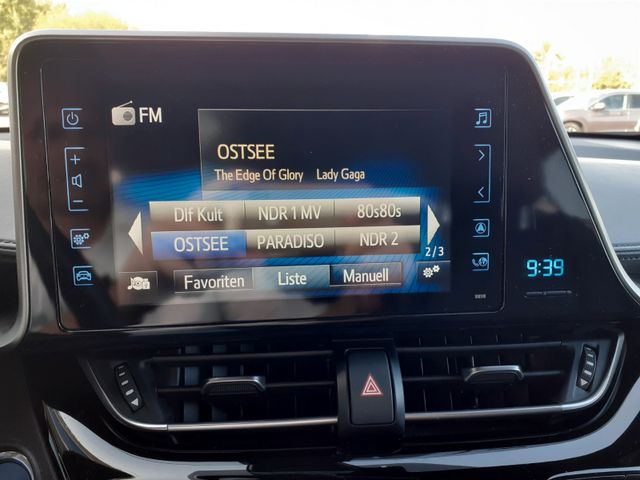 FM
OSTSEE
The Edge Of Glory Lady Gaga
Dlf Kult NDR 1 MV 80s80s
OSTSEE PARADISO NDR 2
2/3
Favoriten Liste Manuell
9:39